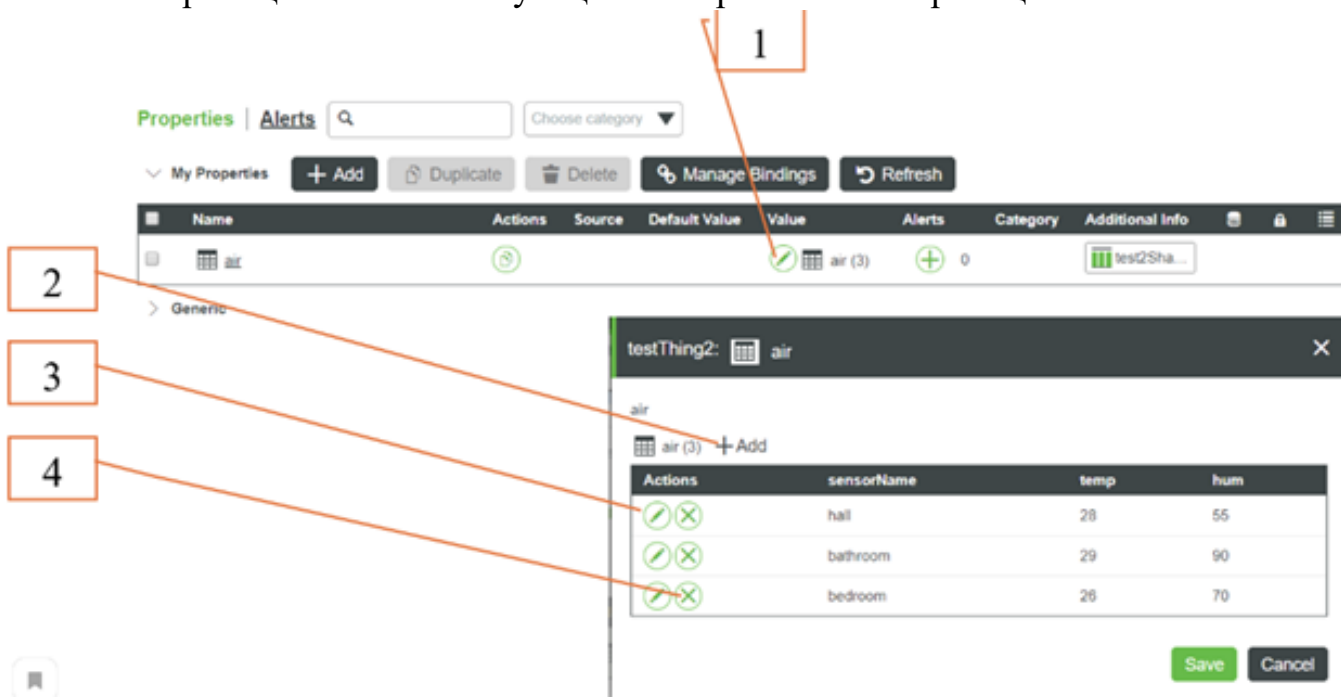 1
Properties | Alerts
Choose category
My Properties + Add Duplicate Delete Manage Bindings Refresh
Name Actions Source Default Value Value Alerts Category Additional Info
air air (3) 0 test2Sha...
Generic
2
3
4
testThing2: air
air
air (3) +Add
Actions sensorName temp hum
hall 28 55
bathroom 29 90
bedroom 26 70
Save Cancel